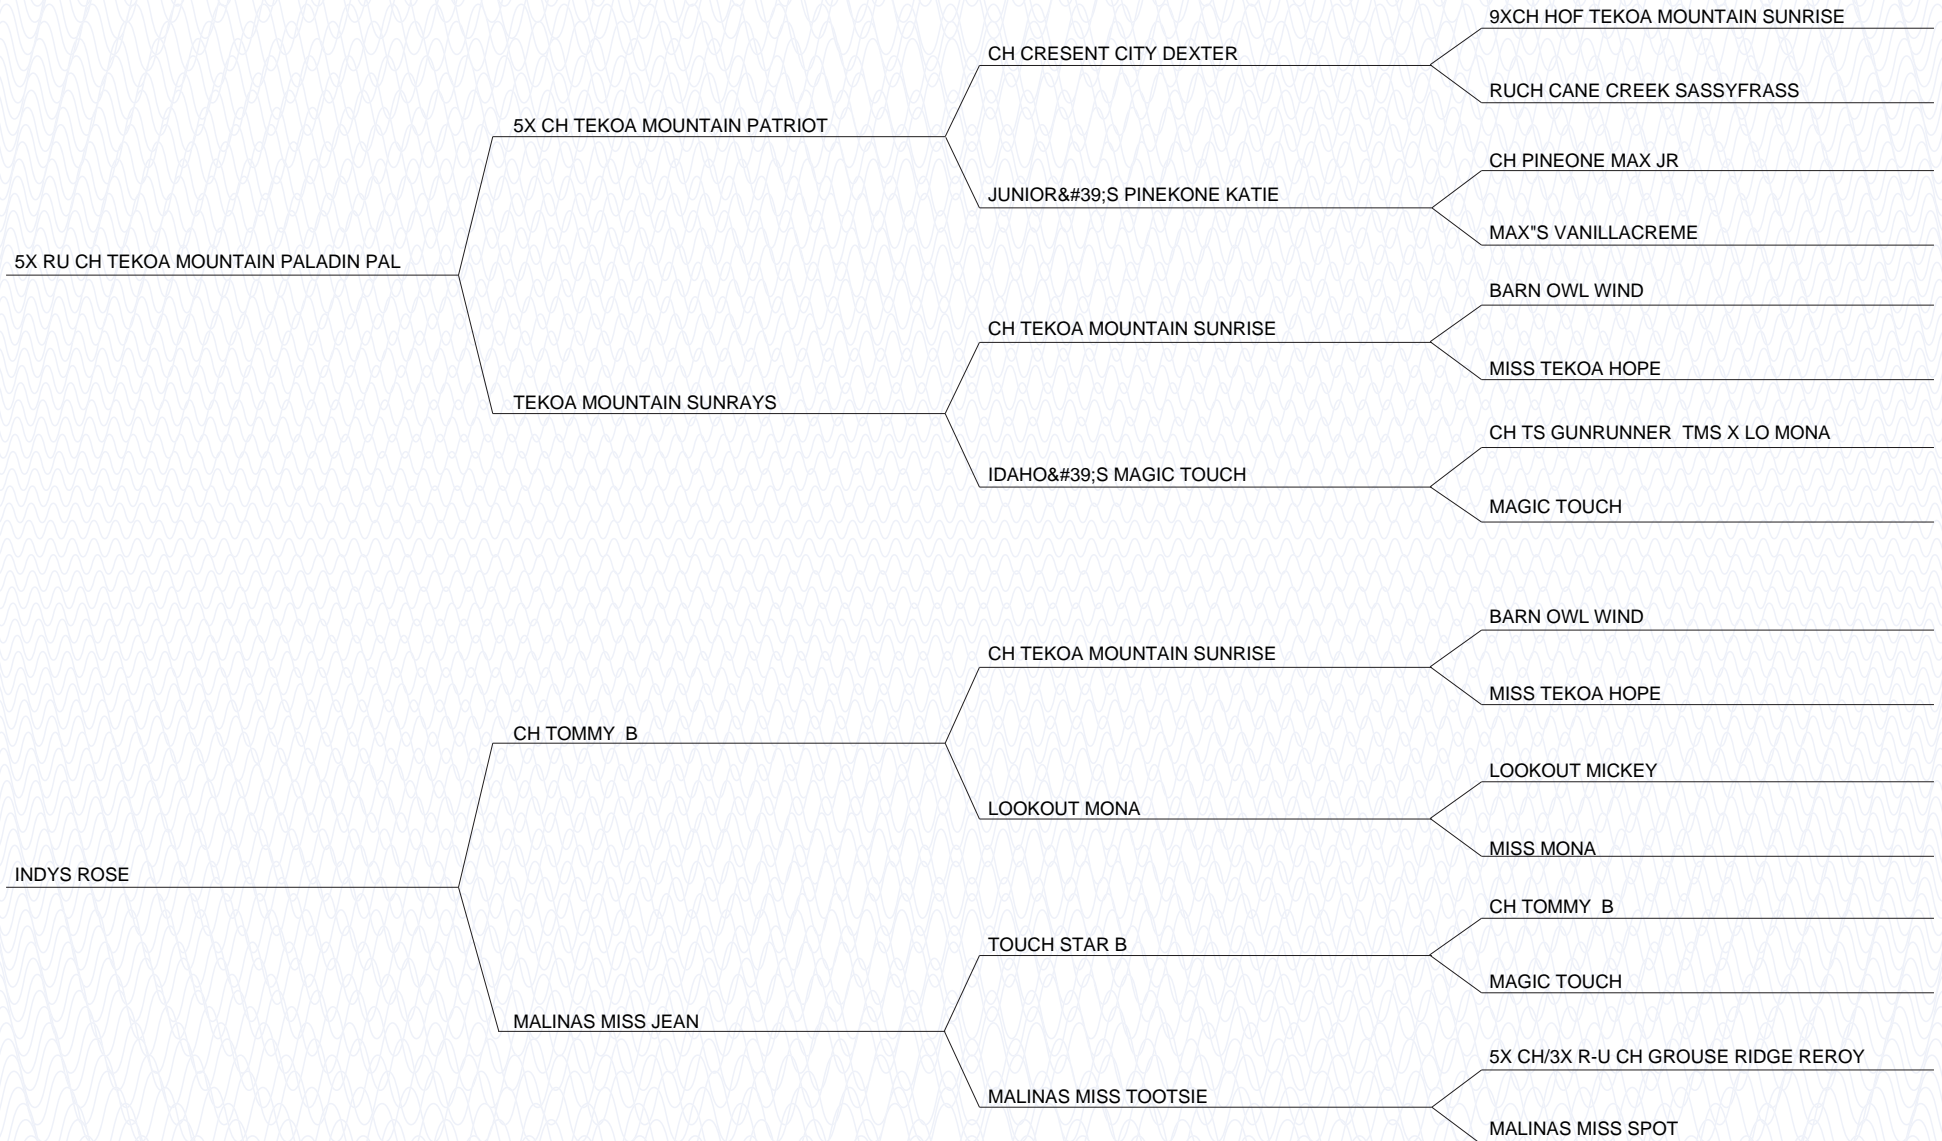 9XCH HOF TEKOA MOUNTAIN SUNRISE
CH CRESENT CITY DEXTER
RUCH CANE CREEK SASSYFRASS
5X CH TEKOA MOUNTAIN PATRIOT
CH PINEONE MAX JR
JUNIOR&#39;S PINEKONE KATIE
MAX"S VANILLACREME
5X RU CH TEKOA MOUNTAIN PALADIN PAL
BARN OWL WIND
CH TEKOA MOUNTAIN SUNRISE
MISS TEKOA HOPE
TEKOA MOUNTAIN SUNRAYS
CH TS GUNRUNNER  TMS X LO MONA
IDAHO&#39;S MAGIC TOUCH
MAGIC TOUCH
BARN OWL WIND
CH TEKOA MOUNTAIN SUNRISE
MISS TEKOA HOPE
CH TOMMY  B
LOOKOUT MICKEY
LOOKOUT MONA
MISS MONA
INDYS ROSE
CH TOMMY  B
TOUCH STAR B
MAGIC TOUCH
MALINAS MISS JEAN
5X CH/3X R-U CH GROUSE RIDGE REROY
MALINAS MISS TOOTSIE
MALINAS MISS SPOT